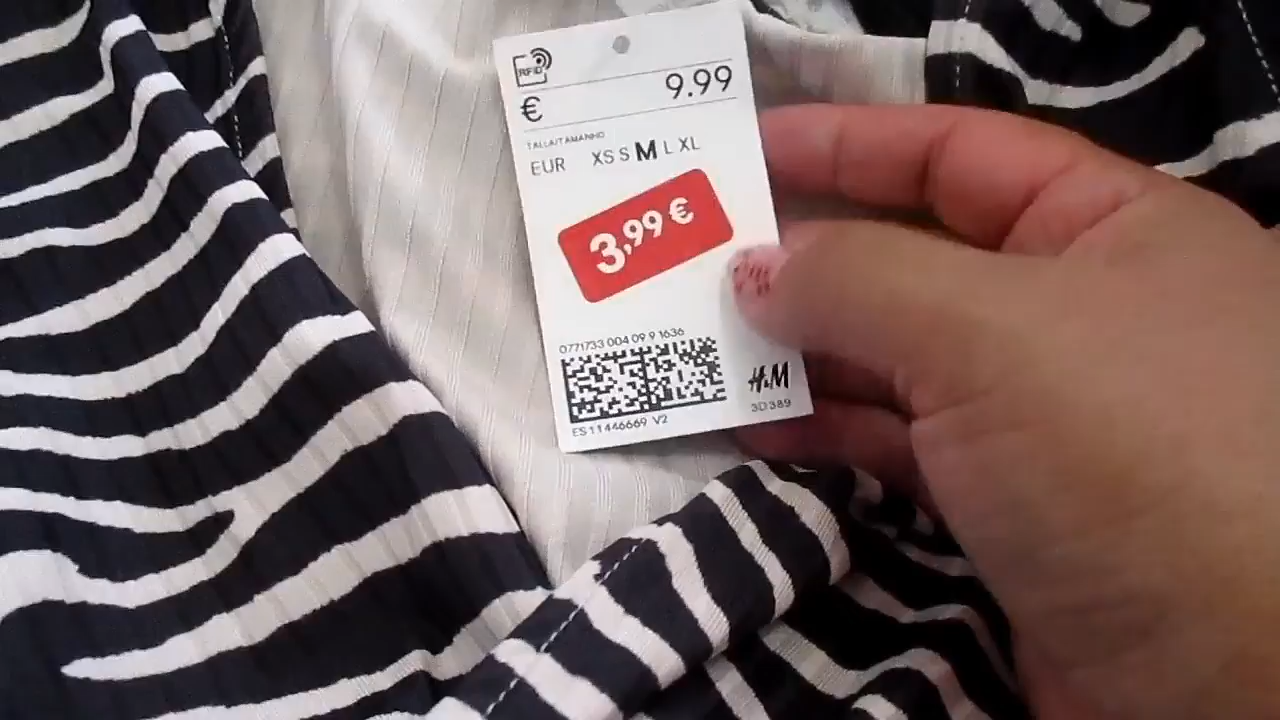 RFID
€ 9.99
TALLA/TAMANHO
EUR XS S M L XL
3,99 €
0771733 004 09 9 1636
H&M
3D389
ES11446669 V2